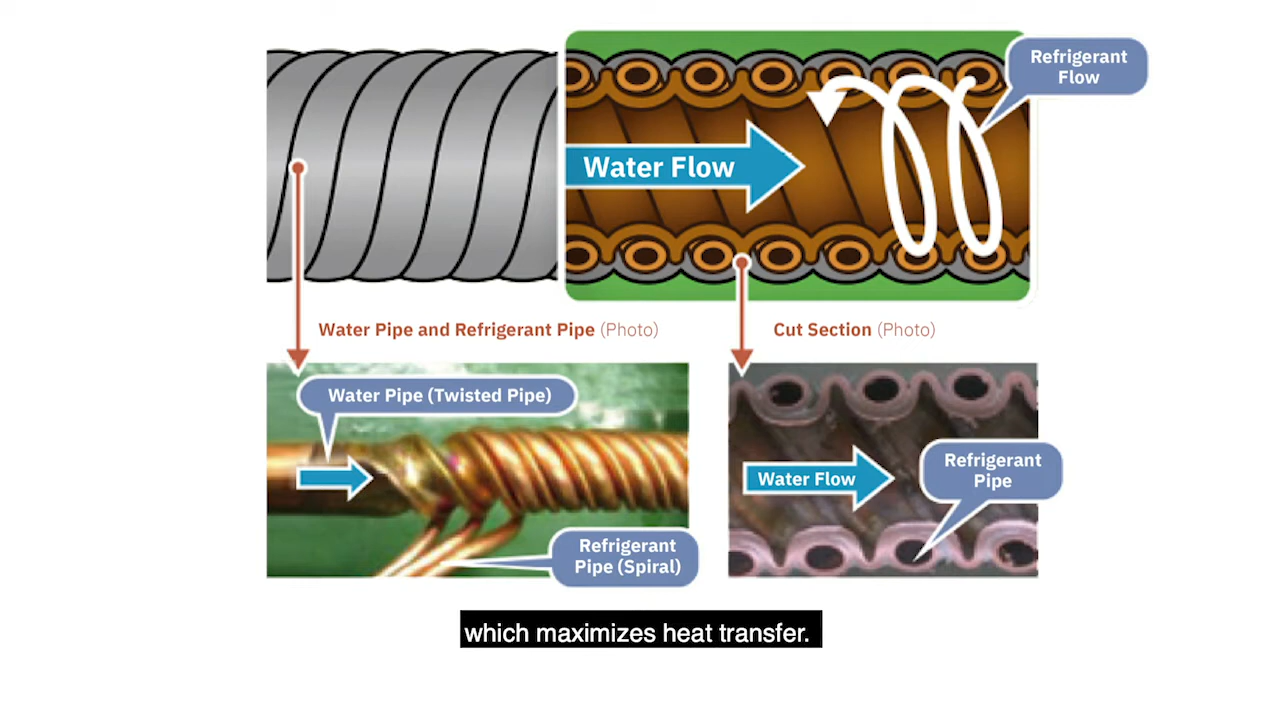 Refrigerant
Flow
Water Flow
Water Pipe and Refrigerant Pipe (Photo)
Cut Section (Photo)
Water Pipe (Twisted Pipe)
Water Flow
Refrigerant
Pipe
Refrigerant
Pipe (Spiral)
which maximizes heat transfer.